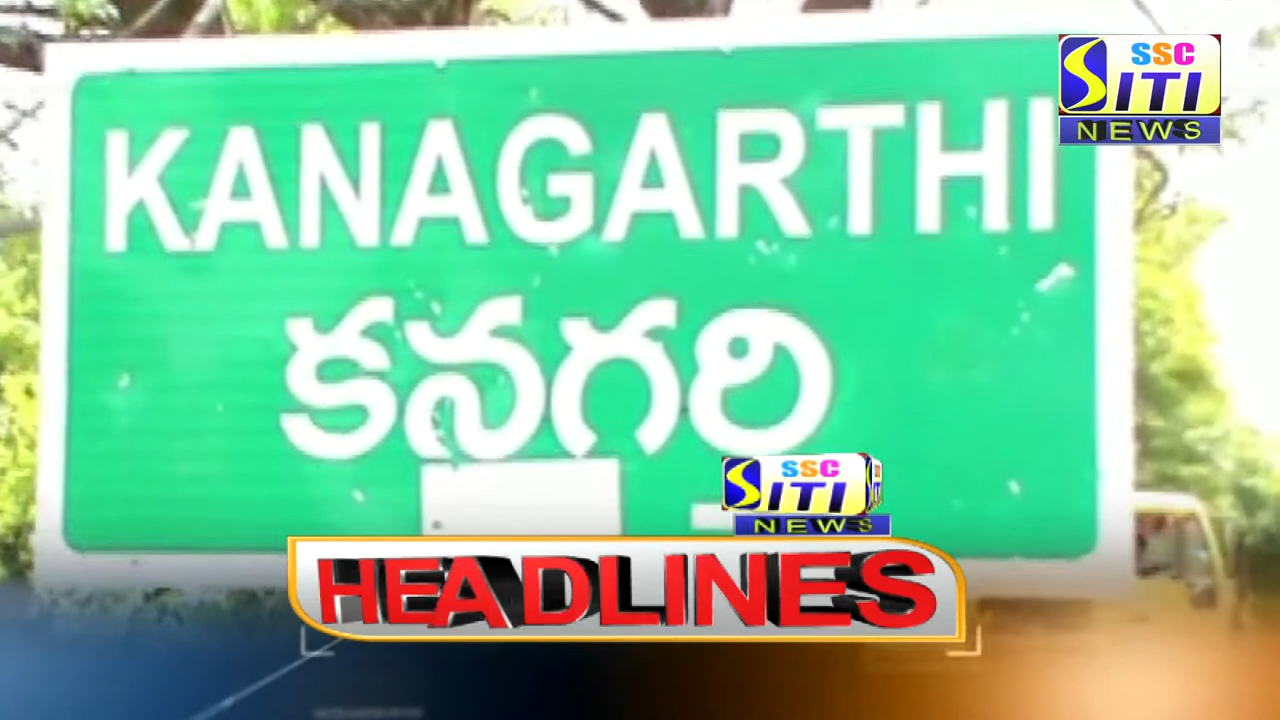 KANAGARTHI
కనగర్తి
SSC
SITI
NEWS
SSC
SITI
NEWS
HEADLINES